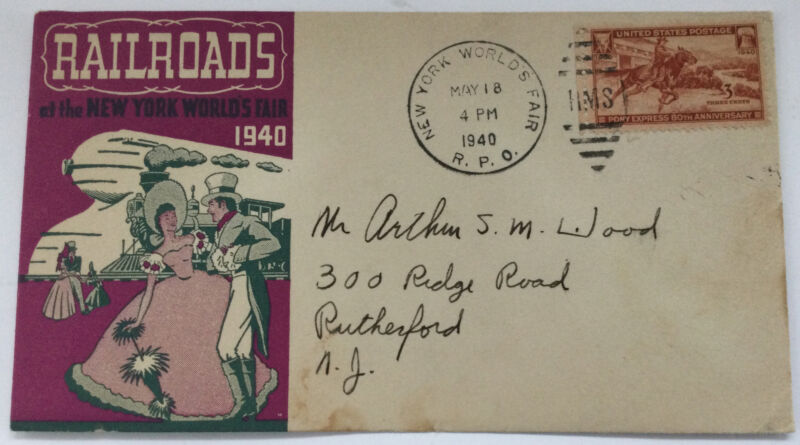 RAILROADS
at the NEW YORK WORLD'S FAIR
1940
NEW YORK WORLD'S FAIR
MAY 18
4 PM
1940
R. P. O.
RMS
UNITED STATES POSTAGE
1940
3
THREE CENTS
PONY EXPRESS 80TH ANNIVERSARY
Mr Arthur S. M. Wood
300 Ridge Road
Rutherford
N. J.